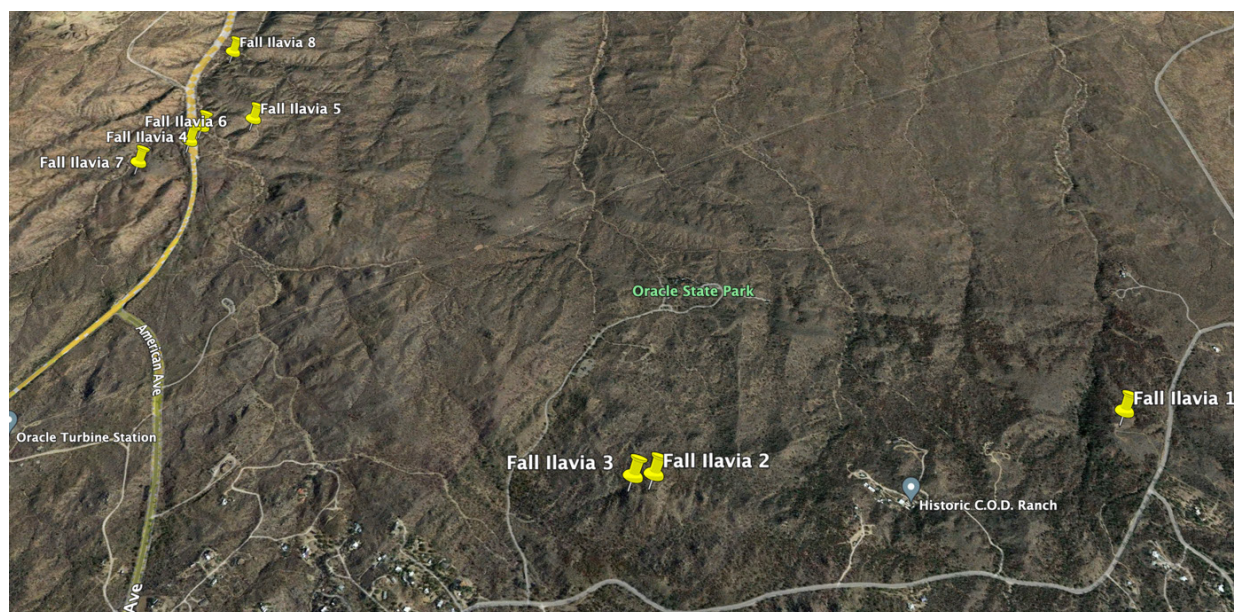 Fall Ilavia 8
Fall Ilavia 5
Fall Ilavia 6
Fall Ilavia 4
Fall Ilavia 7
Oracle State Park
American Ave
Fall Ilavia 1
Oracle Turbine Station
Fall Ilavia 3
Fall Ilavia 2
Historic C.O.D. Ranch
Ave